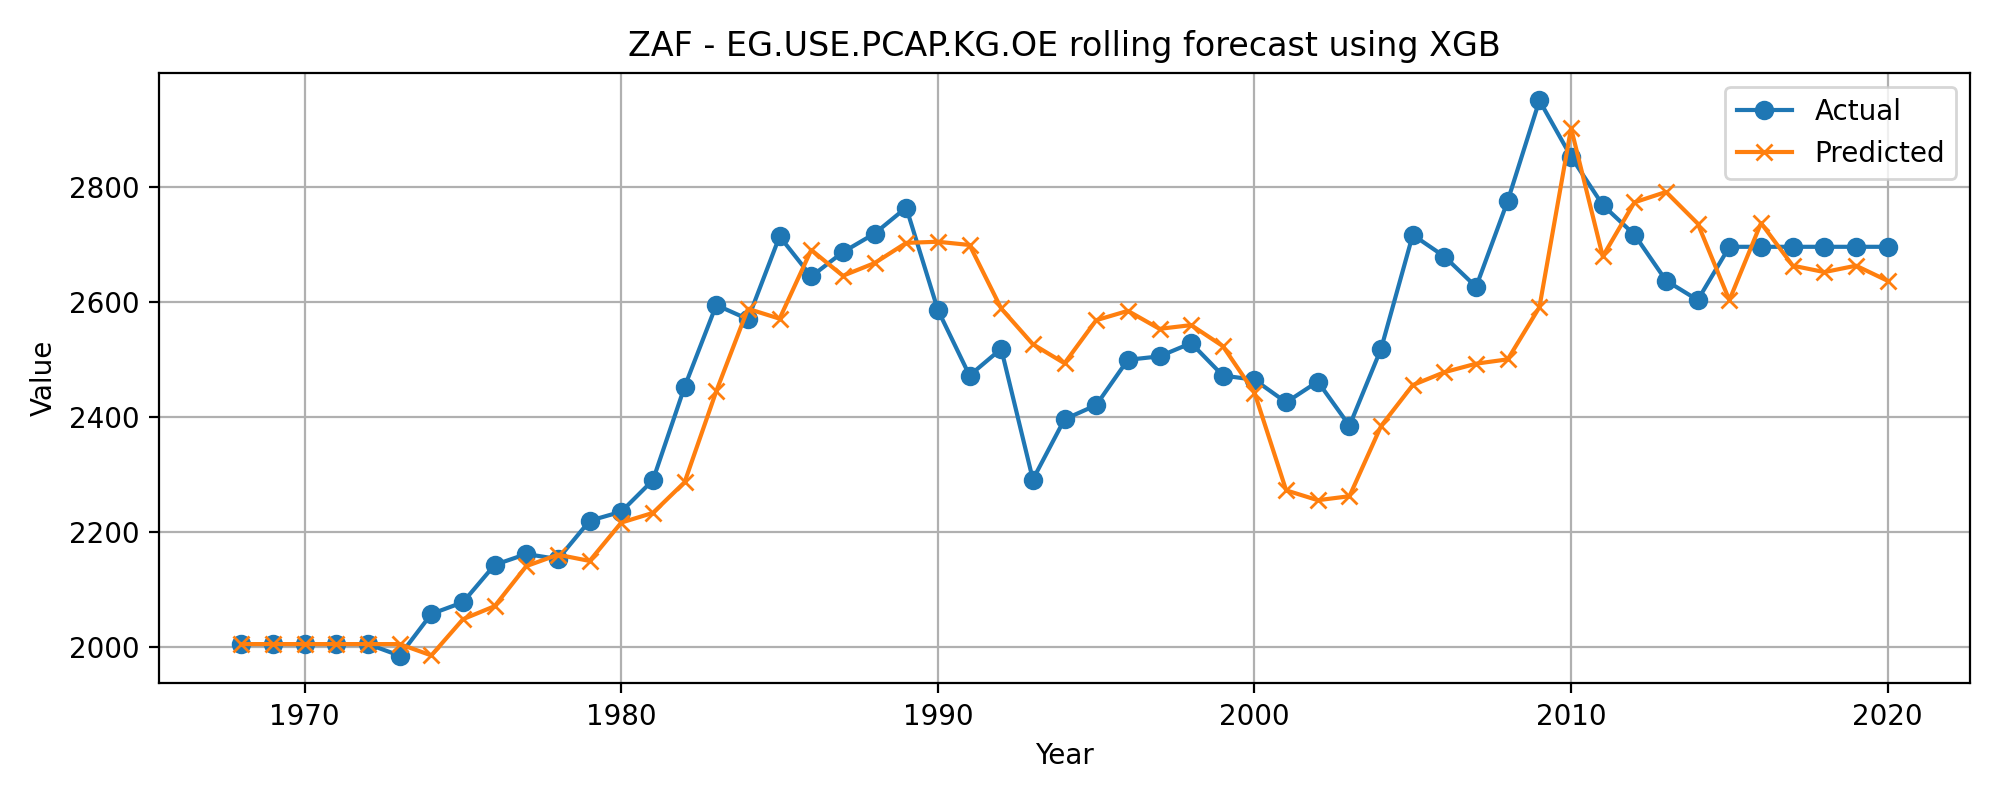 ZAF - EG.USE.PCAP.KG.OE rolling forecast using XGB
Actual
Predicted
Value
2800
2600
2400
2200
2000
1970 1980 1990 2000 2010 2020
Year